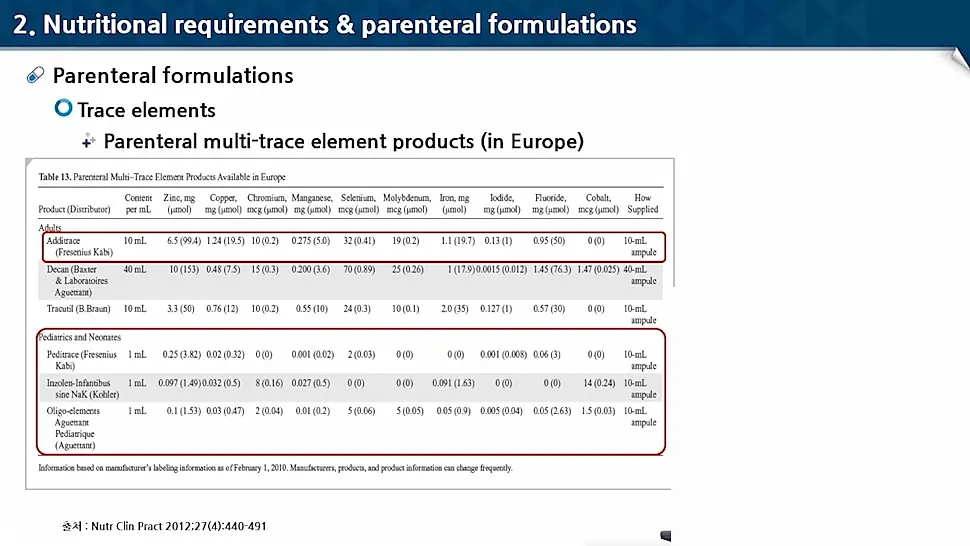 2. Nutritional requirements & parenteral formulations
Parenteral formulations
Trace elements
Parenteral multi-trace element products (in Europe)
Table 13. Parenteral Multi–Trace Element Products Available in Europe
Content Zinc, mg Copper, Chromium, Manganese, Selenium, Molybdenum, Iron, mg Iodide, Fluoride, Cobalt, How
Product (Distributor) per mL (µmol) mg (µmol) mcg (µmol) mg (µmol) mcg (µmol) mcg (µmol) (µmol) mg (µmol) mg (µmol) mcg (µmol) Supplied
Adults
Additrace 10 mL 6.5 (99.4) 1.24 (19.5) 10 (0.2) 0.275 (5.0) 32 (0.41) 19 (0.2) 1.1 (19.7) 0.13 (1) 0.95 (50) 0 (0) 10-mL
(Fresenius Kabi) ampule
Decan (Baxter 40 mL 10 (153) 0.48 (7.5) 15 (0.3) 0.200 (3.6) 70 (0.89) 25 (0.26) 1 (17.9) 0.0015 (0.012) 1.45 (76.3) 1.47 (0.025) 40-mL
& Laboratoires ampule
Aguettant)
Tracutil (B.Braun) 10 mL 3.3 (50) 0.76 (12) 10 (0.2) 0.55 (10) 24 (0.3) 10 (0.1) 2.0 (35) 0.127 (1) 0.57 (30) 0 (0) 10-mL
ampule
Pediatrics and Neonates
Peditrace (Fresenius 1 mL 0.25 (3.82) 0.02 (0.32) 0 (0) 0.001 (0.02) 2 (0.03) 0 (0) 0 (0) 0.001 (0.008) 0.06 (3) 0 (0) 10-mL
Kabi) ampule
Inzolen-Infantibus 1 mL 0.097 (1.49) 0.032 (0.5) 8 (0.16) 0.027 (0.5) 0 (0) 0 (0) 0.091 (1.63) 0 (0) 0 (0) 14 (0.24) 10-mL
sine NaK (Kohler) ampule
Oligo-elements 1 mL 0.1 (1.53) 0.03 (0.47) 2 (0.04) 0.01 (0.2) 5 (0.06) 5 (0.05) 0.05 (0.9) 0.005 (0.04) 0.05 (2.63) 1.5 (0.03) 10-mL
Aguettant ampule
Pediatrique
(Aguettant)
Information based on manufacturer's labeling information as of February 1, 2010. Manufacturers, products, and product information can change frequently.
출처 : Nutr Clin Pract 2012;27(4):440-491